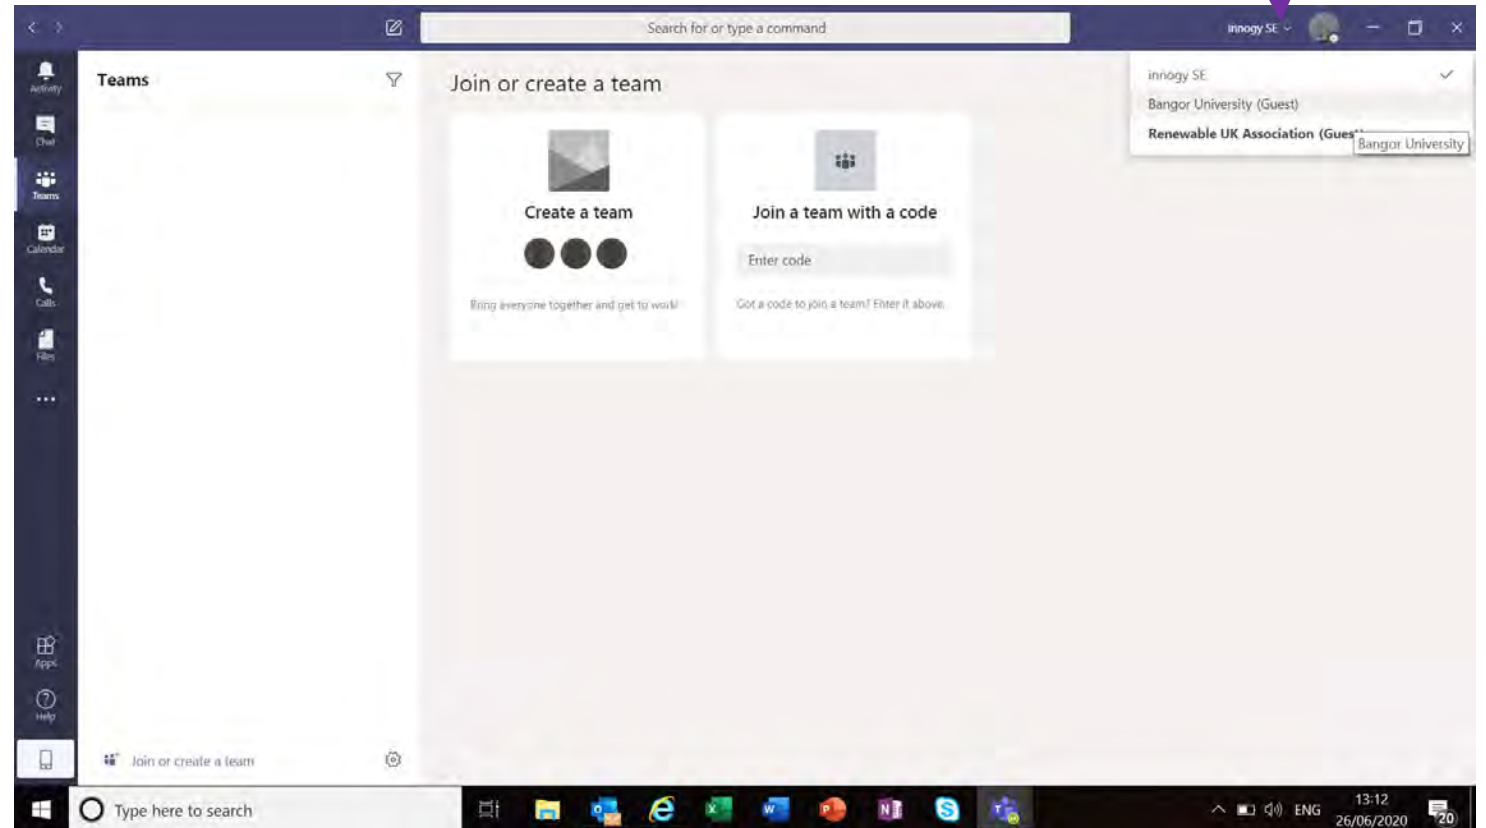 Search for or type a command
innogy SE
Activity
Chat
Teams
Calendar
Calls
Files
Apps
Help
Teams
Join or create a team
Join or create a team
Create a team
Bring everyone together and get to work!
Join a team with a code
Enter code
Got a code to join a team? Enter it above.
innogy SE
Bangor University (Guest)
Renewable UK Association
Bangor University
Type here to search
ENG
13:12
26/06/2020
20